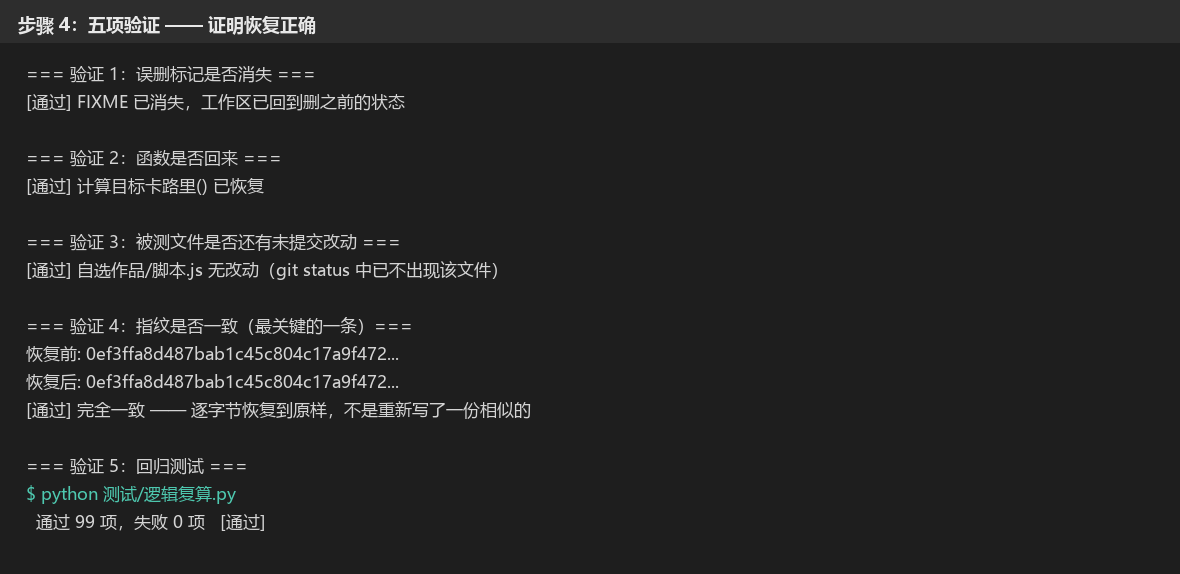 步骤 4：五项验证 —— 证明恢复正确
=== 验证 1：误删标记是否消失 ===
[通过] FIXME 已消失，工作区已回到删之前的状态
=== 验证 2：函数是否回来 ===
[通过] 计算目标卡路里() 已恢复
=== 验证 3：被测文件是否还有未提交改动 ===
[通过] 自选作品/脚本.js 无改动（git status 中已不出现该文件）
=== 验证 4：指纹是否一致（最关键的一条）===
恢复前: 0ef3ffa8d487bab1c45c804c17a9f472...
恢复后: 0ef3ffa8d487bab1c45c804c17a9f472...
[通过] 完全一致 —— 逐字节恢复到原样，不是重新写了一份相似的
=== 验证 5：回归测试 ===
$ python 测试/逻辑复算.py
通过 99 项，失败 0 项 [通过]